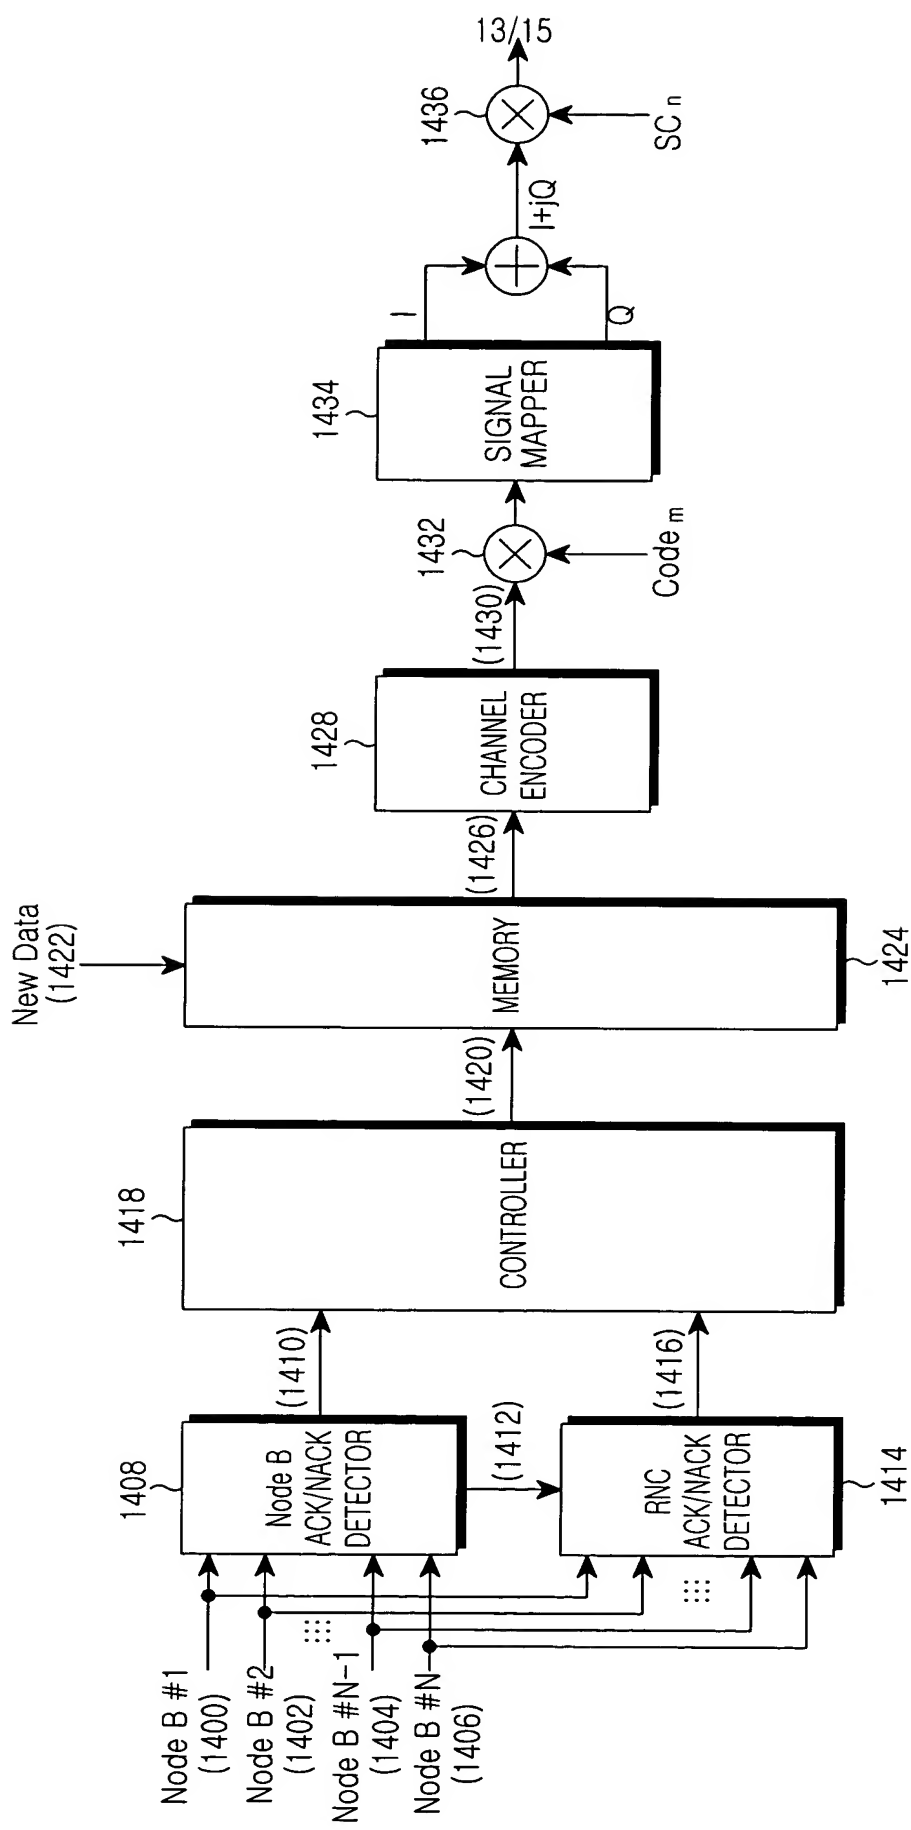 Node B #1
(1400)
Node B #2
(1402)
Node B #N-1
(1404)
Node B #N
(1406)
1408
Node B
ACK/NACK
DETECTOR
(1410)
(1412)
RNC
ACK/NACK
DETECTOR
1414
(1416)
1418
CONTROLLER
(1420)
New Data
(1422)
MEMORY
1424
(1426)
1428
CHANNEL
ENCODER
(1430)
1432
Code m
1434
SIGNAL
MAPPER
I
Q
I+jQ
1436
SC n
13/15